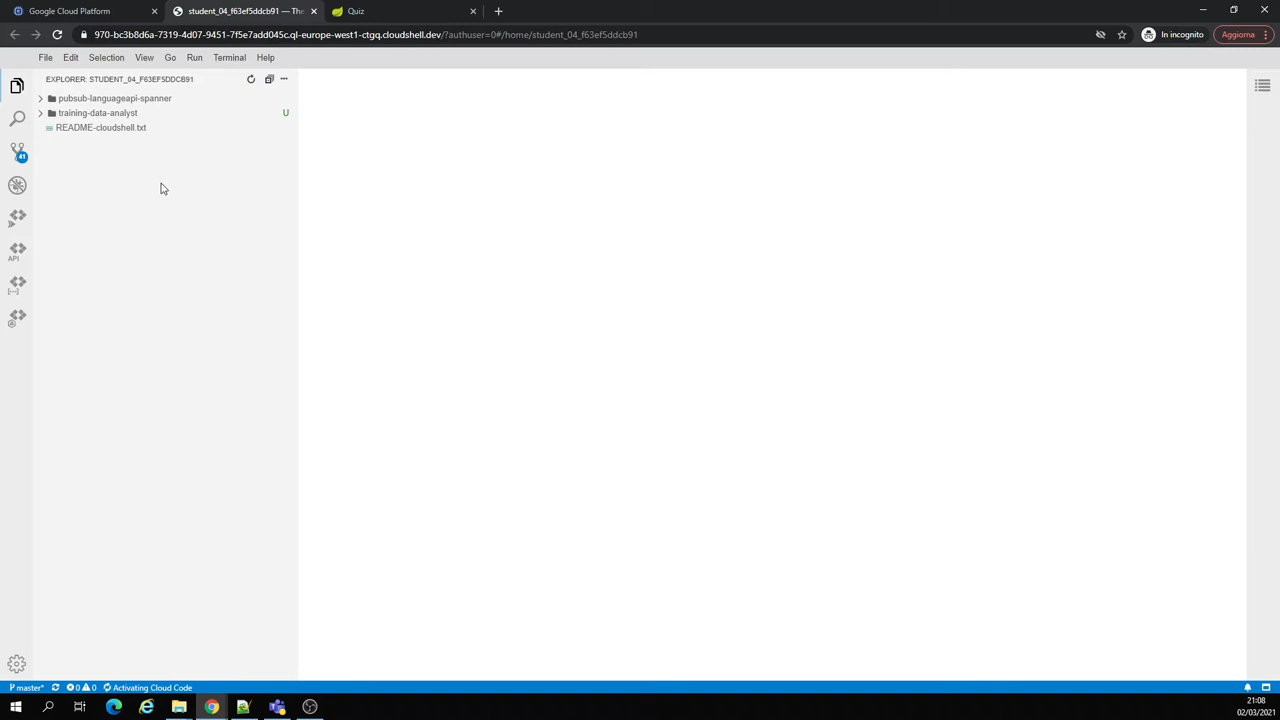 Google Cloud Platform
student_04_f63ef5ddcb91 — The
Quiz
970-bc3b8d6a-7319-4d07-9451-7f5e7add045c.ql-europe-west1-ctgq.cloudshell.dev/?authuser=0#/home/student_04_f63ef5ddcb91
In incognito
Aggiorna
File Edit Selection View Go Run Terminal Help
EXPLORER: STUDENT_04_F63EF5DDCB91
pubsub-languageapi-spanner
training-data-analyst U
README-cloudshell.txt
41
API
master*
0 0
Activating Cloud Code
21:08
02/03/2021